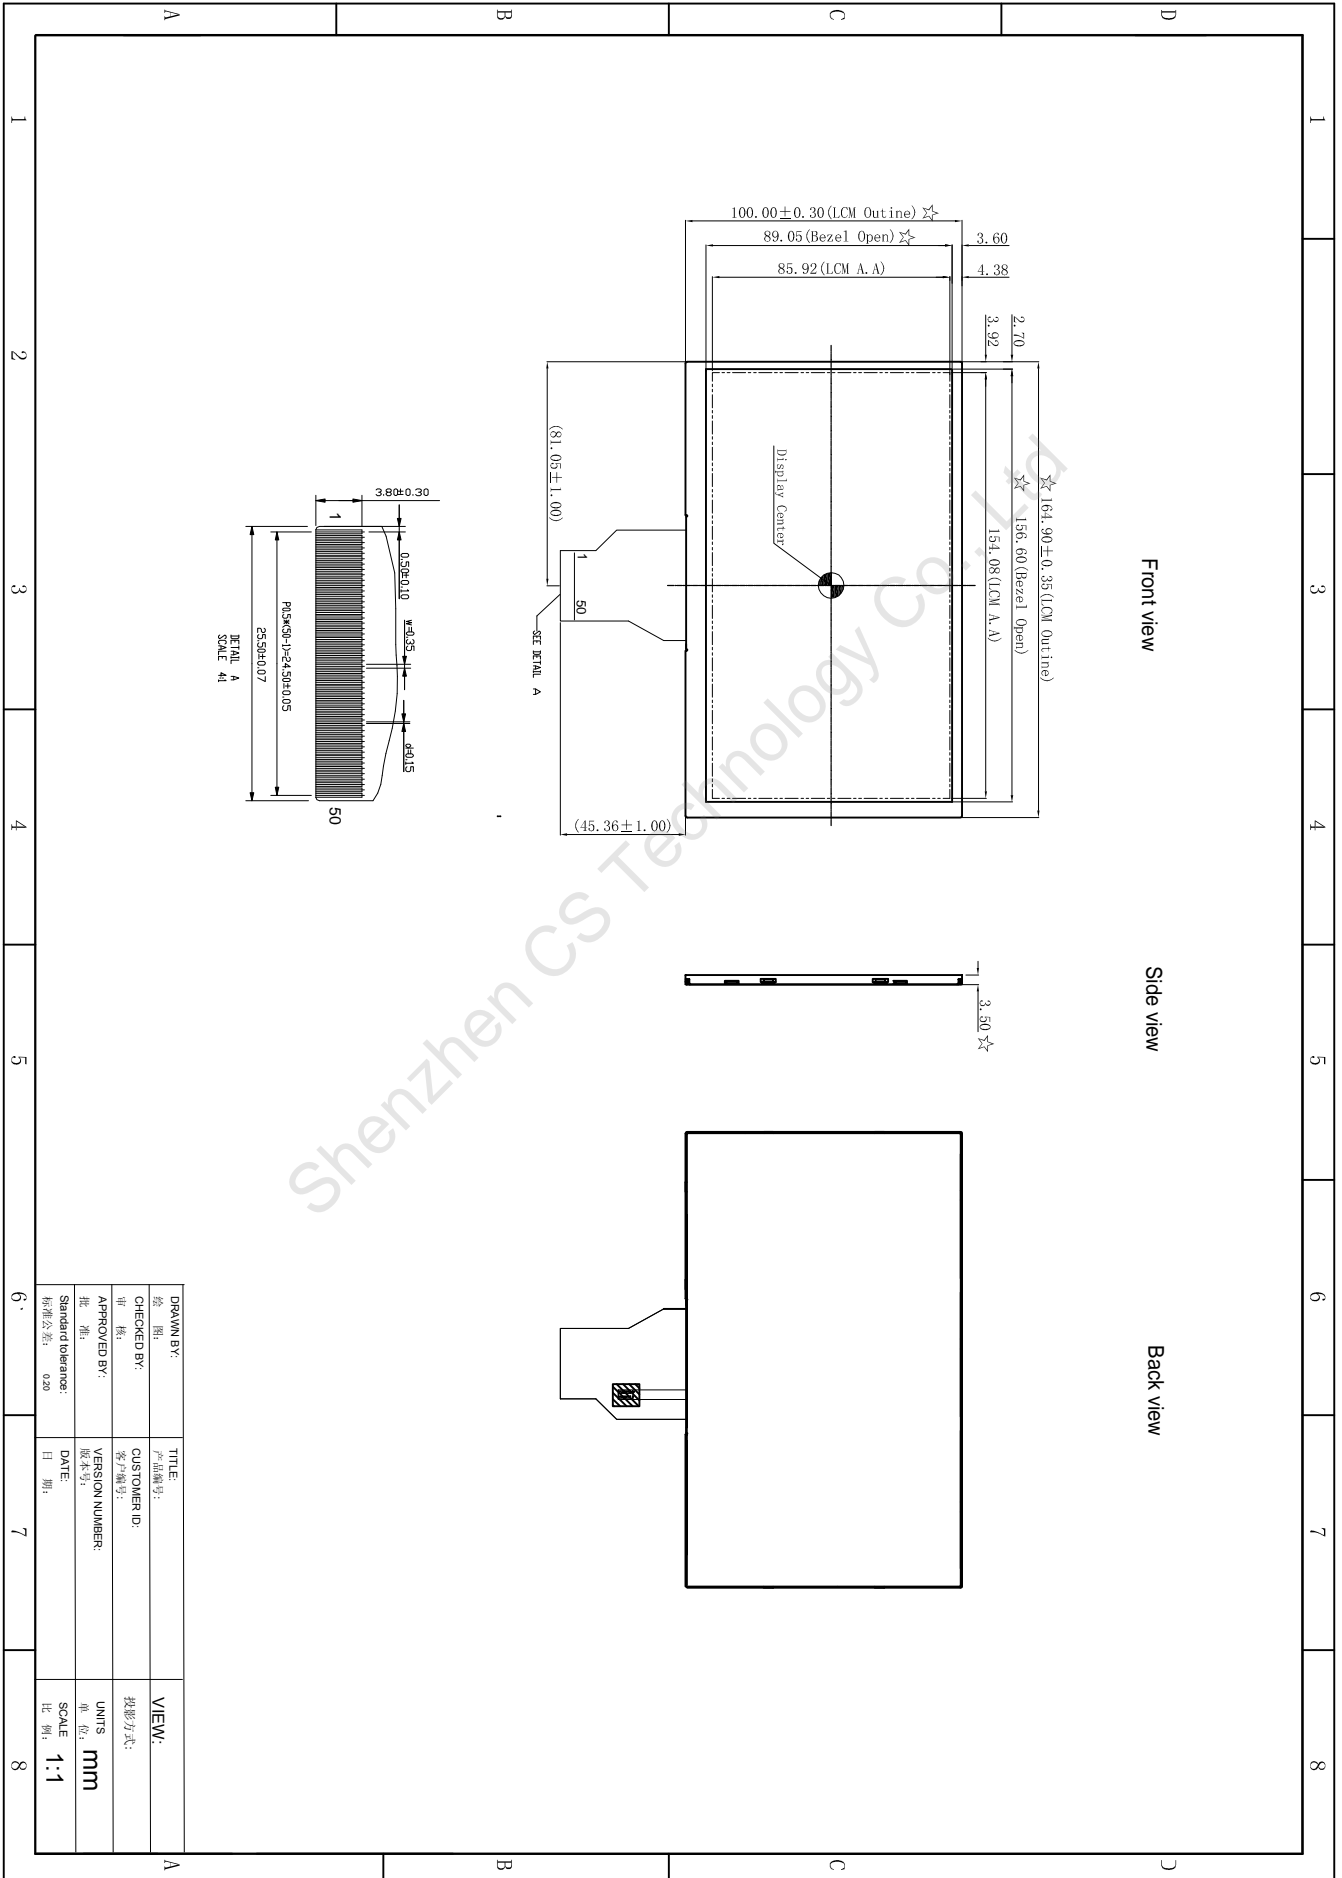 1
2
3
4
5
6
7
8
D
C
B
A
Front view
Side view
Back view
☆ 164.90±0.35(LCM Outine)
☆ 156.60(Bezel Open)
154.08(LCM A.A)
2.70
3.92
3.60
4.38
100.00±0.30(LCM Outine)☆
89.05(Bezel Open)☆
85.92(LCM A.A)
Display Center
3.50 ☆
(81.05±1.00)
(45.36±1.00)
1
50
SEE DETAIL A
3.80±0.30
0.50±0.10
w=0.35
d=0.15
1
50
P0.5*(50-1)=24.50±0.05
25.50±0.07
DETAIL A
SCALE 4:1
Shenzhen CS Technology Co., Ltd
DRAWN BY:
绘 图:
TITLE:
产品编号:
VIEW:
CHECKED BY:
审 核:
CUSTOMER ID:
客户编号:
投影方式:
APPROVED BY:
批 准:
VERSION NUMBER:
版本号:
UNITS
单 位: mm
Standard tolerance:
标准公差: 0.20
DATE:
日 期:
SCALE
比 例: 1:1
1
2
3
4
5
6
7
8
D
C
B
A